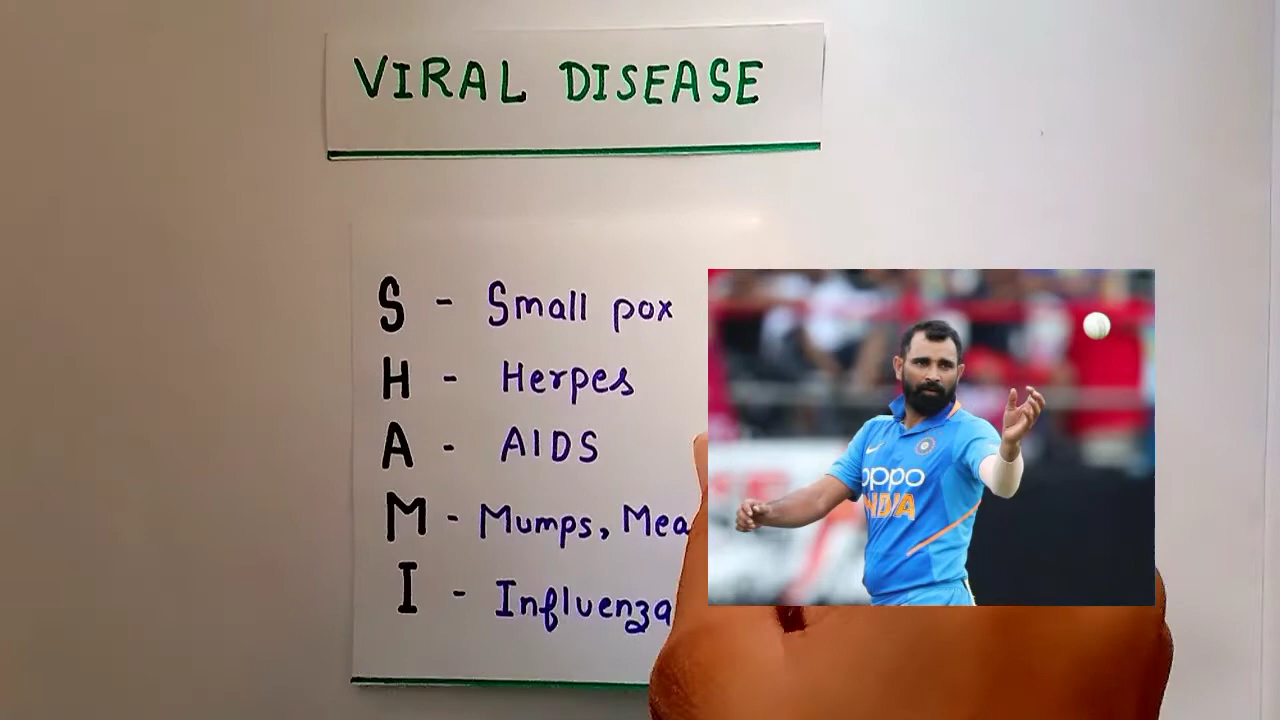 VIRAL DISEASE
S - Small pox
H - Herpes
A - AIDS
M - Mumps, Mea
I - Influenza
oppo
INDIA